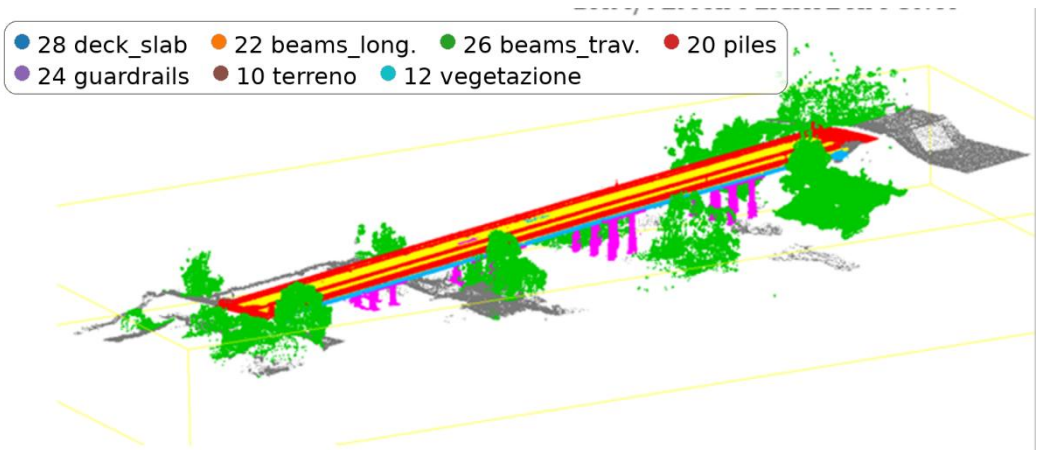 28 deck_slab 22 beams_long. 26 beams_trav. 20 piles
24 guardrails 10 terreno 12 vegetazione